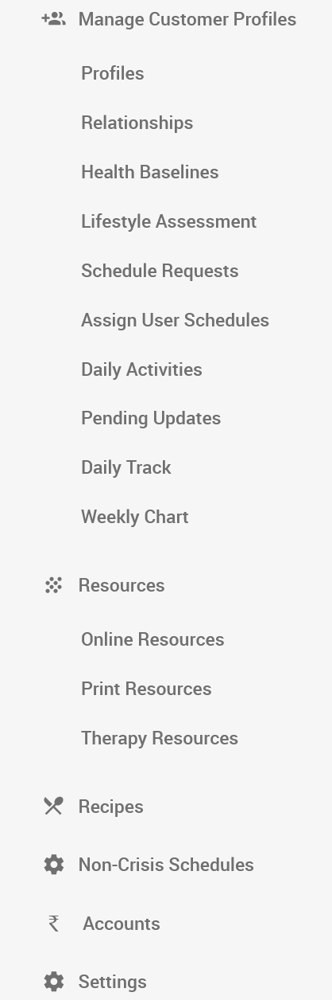 Manage Customer Profiles
Profiles
Relationships
Health Baselines
Lifestyle Assessment
Schedule Requests
Assign User Schedules
Daily Activities
Pending Updates
Daily Track
Weekly Chart
Resources
Online Resources
Print Resources
Therapy Resources
Recipes
Non-Crisis Schedules
₹ Accounts
Settings